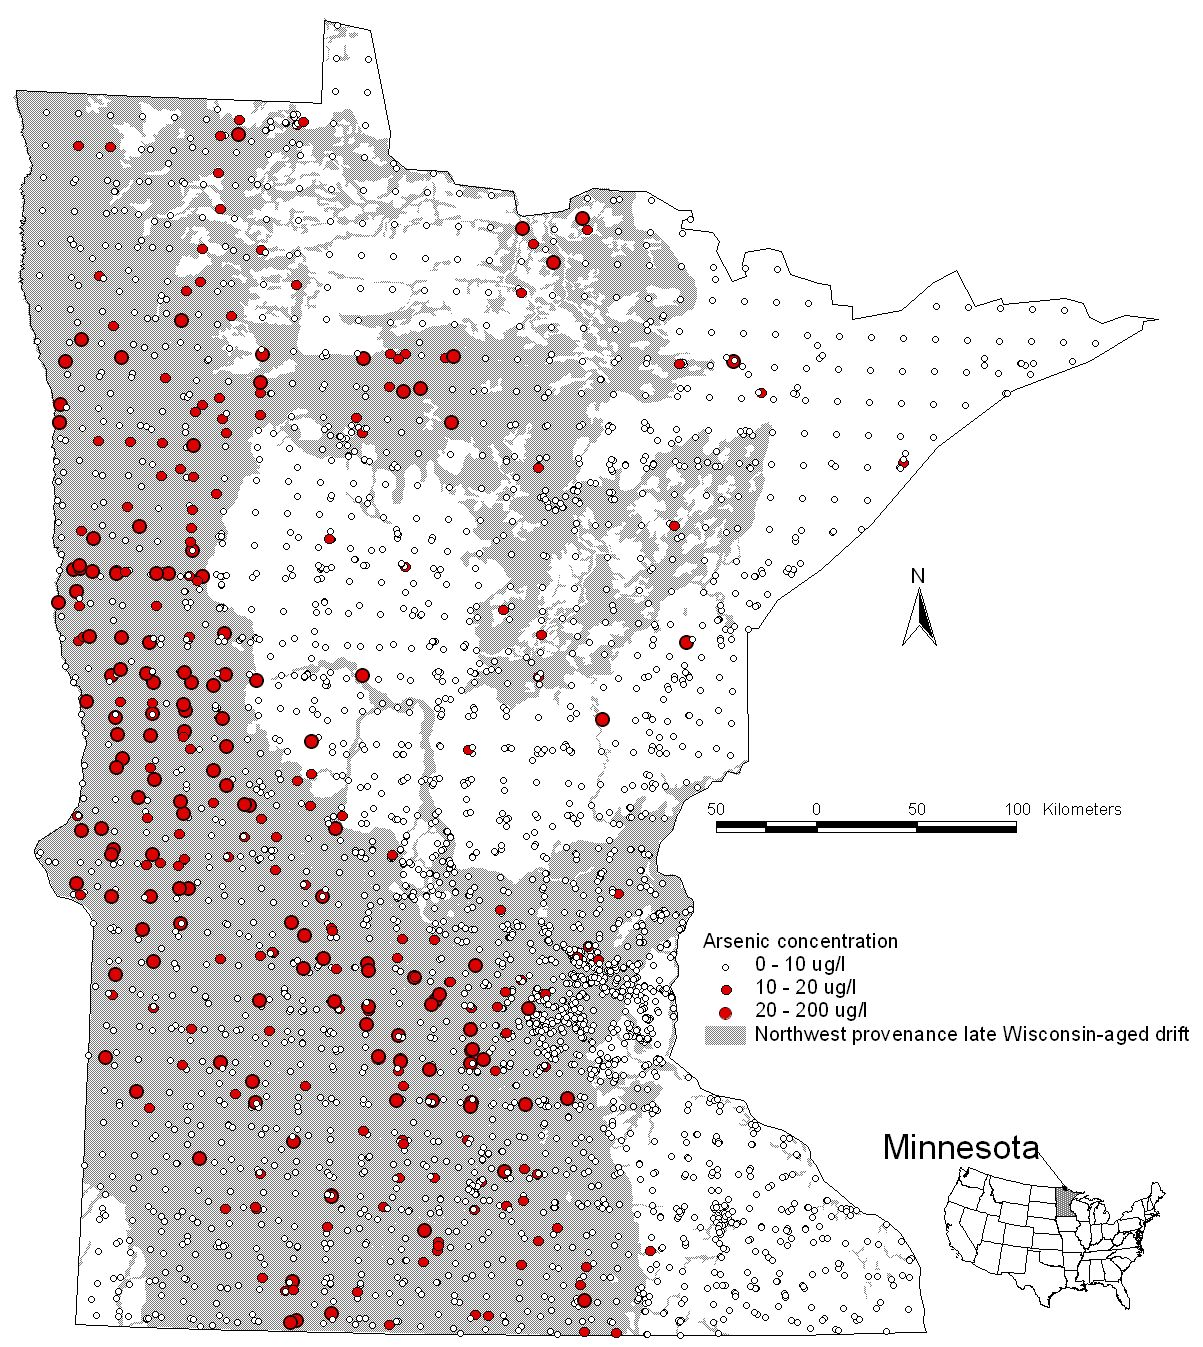 N
50 0 50 100 Kilometers
Arsenic concentration
0 - 10 ug/l
10 - 20 ug/l
20 - 200 ug/l
Northwest provenance late Wisconsin-aged drift
Minnesota